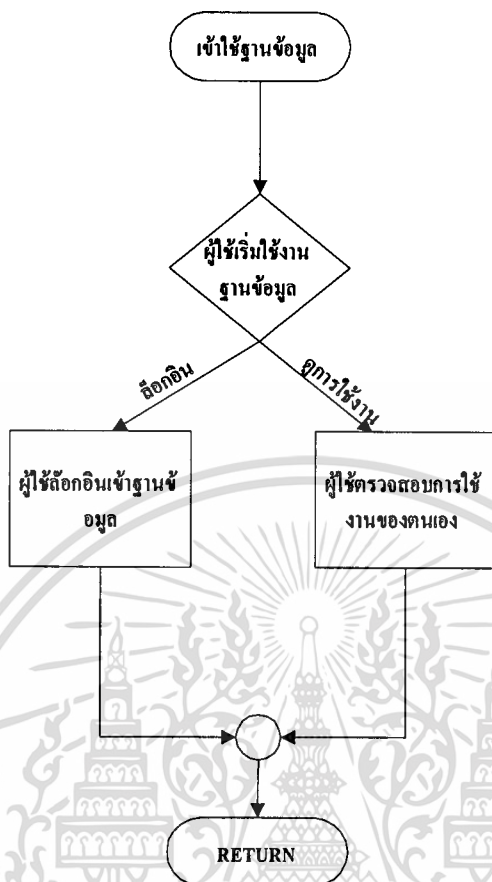 เข้าใช้ฐานข้อมูล
ผู้ใช้เริ่มใช้งาน
ฐานข้อมูล
ล็อกอิน
ดูการใช้งาน
ผู้ใช้ล๊อกอินเข้าฐานข้
อมูล
ผู้ใช้ตรวจสอบการใช้
งานของตนเอง
RETURN